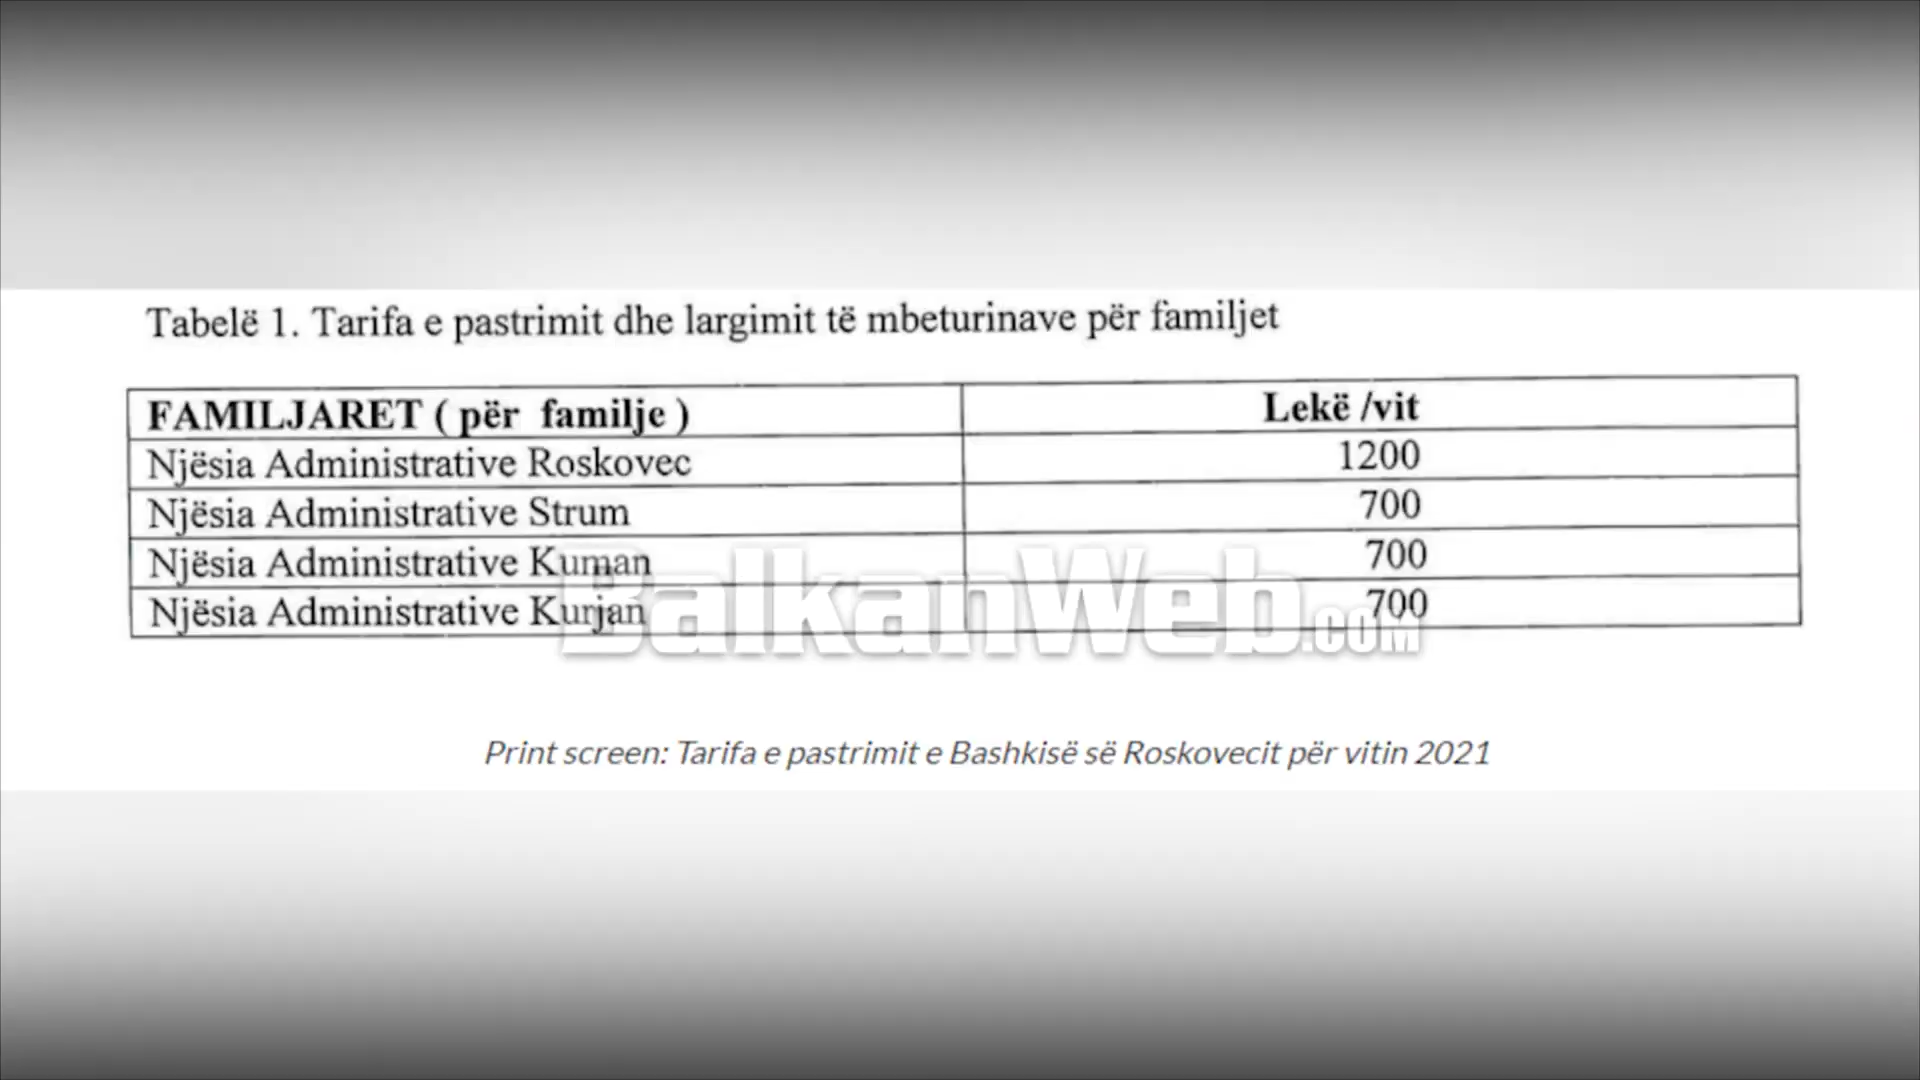 Tabelë 1. Tarifa e pastrimit dhe largimit të mbeturinave për familjet
FAMILJARET ( për familje ) Lekë /vit
Njësia Administrative Roskovec 1200
Njësia Administrative Strum 700
Njësia Administrative Kuman 700
Njësia Administrative Kurjan 700
BalkanWeb.com
Print screen: Tarifa e pastrimit e Bashkisë së Roskovecit për vitin 2021